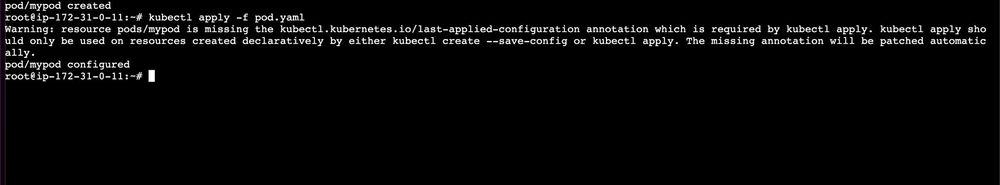 pod/mypod created
root@ip-172-31-0-11:~# kubectl apply -f pod.yaml
Warning: resource pods/mypod is missing the kubectl.kubernetes.io/last-applied-configuration annotation which is required by kubectl apply. kubectl apply sho
uld only be used on resources created declaratively by either kubectl create --save-config or kubectl apply. The missing annotation will be patched automatic
ally.
pod/mypod configured
root@ip-172-31-0-11:~#